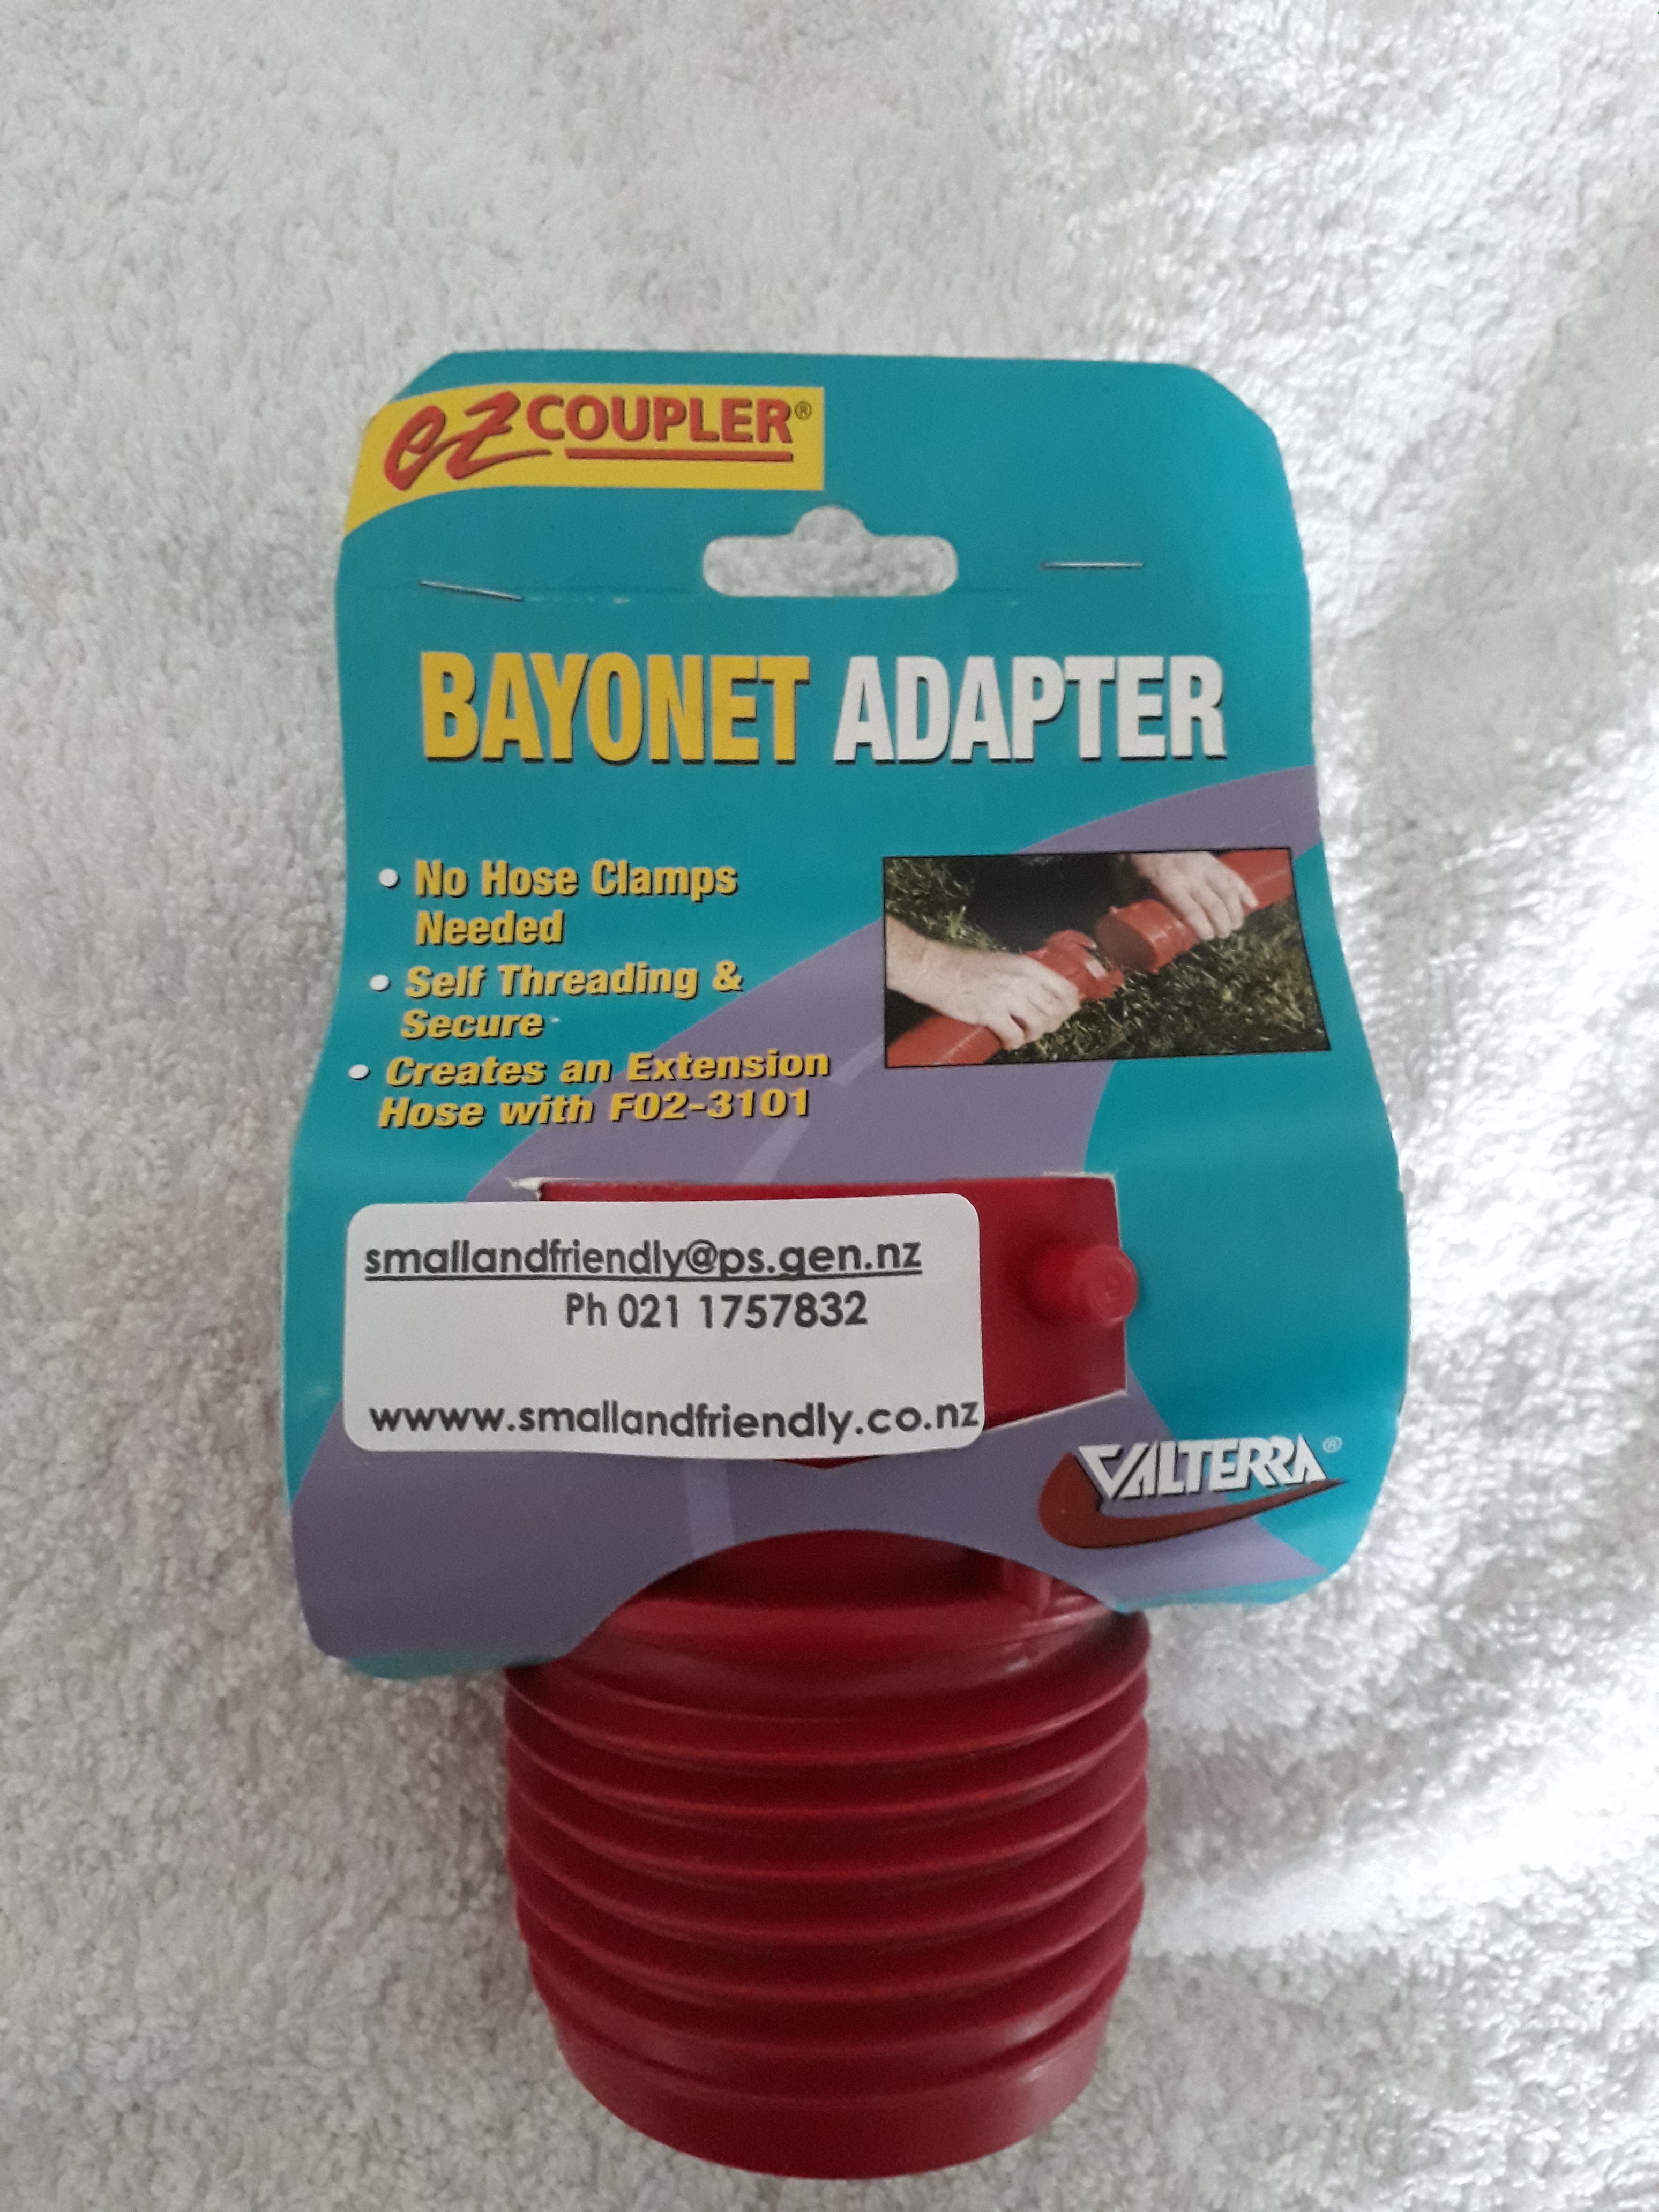 ez COUPLER®
BAYONET ADAPTER
• No Hose Clamps
Needed
• Self Threading &
Secure
• Creates an Extension
Hose with F02-3101
smallandfriendly@ps.gen.nz
Ph 021 1757832
wwww.smallandfriendly.co.nz
VALTERRA®